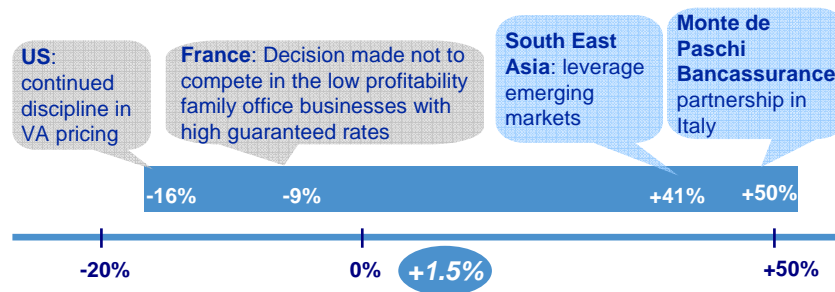 US:
continued
discipline in
VA pricing
France: Decision made not to
compete in the low profitability
family office businesses with
high guaranteed rates
South East
Asia: leverage
emerging
markets
Monte de
Paschi
Bancassurance
partnership in
Italy
-16%
-9%
+41%
+50%
-20%
0%
+1.5%
+50%